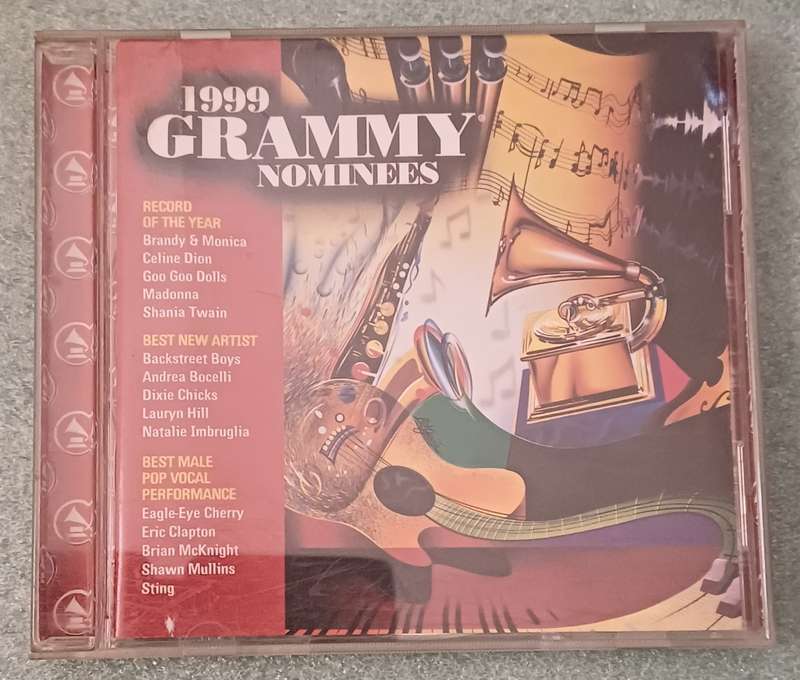 1999
GRAMMY®
NOMINEES
RECORD
OF THE YEAR
Brandy & Monica
Celine Dion
Goo Goo Dolls
Madonna
Shania Twain
BEST NEW ARTIST
Backstreet Boys
Andrea Bocelli
Dixie Chicks
Lauryn Hill
Natalie Imbruglia
BEST MALE
POP VOCAL
PERFORMANCE
Eagle-Eye Cherry
Eric Clapton
Brian McKnight
Shawn Mullins
Sting